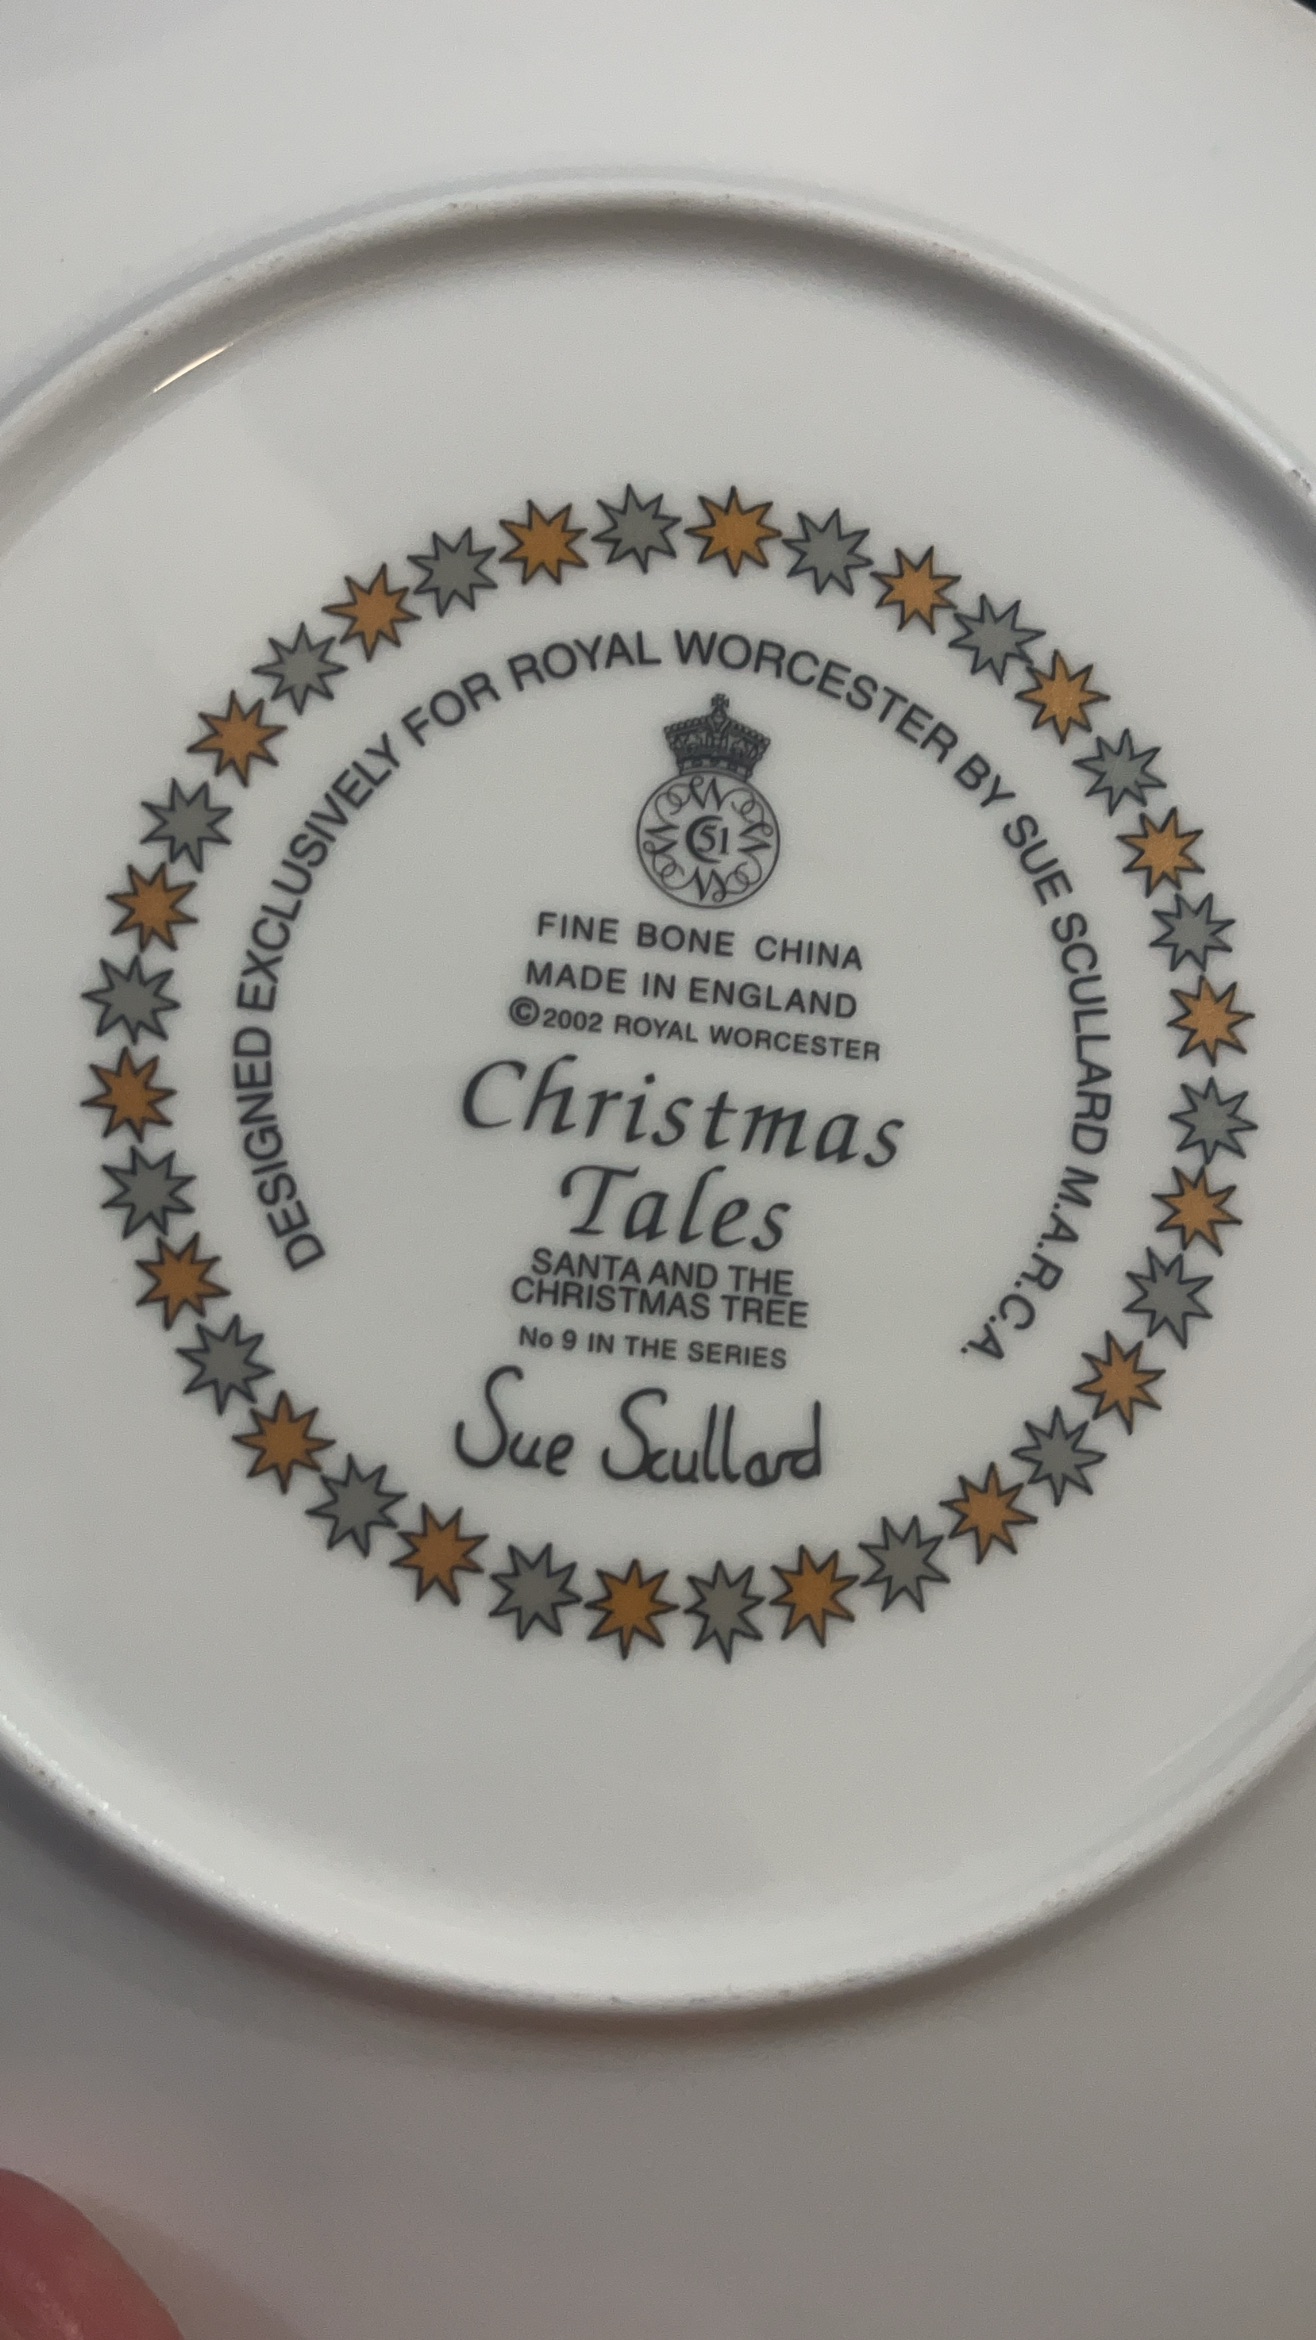 DESIGNED EXCLUSIVELY FOR ROYAL WORCESTER BY SUE SCULLARD M.A.R.C.A.
51
FINE BONE CHINA
MADE IN ENGLAND
©2002 ROYAL WORCESTER
Christmas
Tales
SANTA AND THE
CHRISTMAS TREE
No 9 IN THE SERIES
Sue Scullard